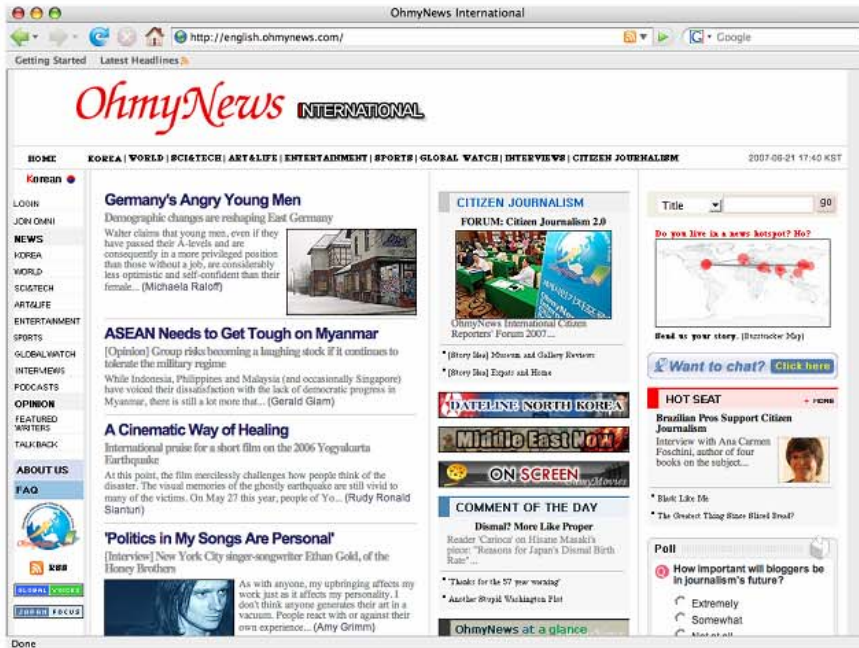 OhmyNews International
http://english.ohmynews.com/
Google
Getting Started Latest Headlines
OhmyNews INTERNATIONAL
HOME KOREA | WORLD | SCI&TECH | ART&LIFE | ENTERTAINMENT | SPORTS | GLOBAL WATCH | INTERVIEWS | CITIZEN JOURNALISM 2007-06-21 17:40 KST
Korean
LOGIN
JOIN OMNI
NEWS
KOREA
WORLD
SCI&TECH
ART&LIFE
ENTERTAINMENT
SPORTS
GLOBAL WATCH
INTERVIEWS
PODCASTS
OPINION
FEATURED
WRITERS
TALKBACK
ABOUT US
FAQ
RSS
GLOBAL VOICES
JAPAN FOCUS
Germany's Angry Young Men
Demographic changes are reshaping East Germany
Walter claims that young men, even if they
have passed their A-levels and are
consequently in a more privileged position
than those without a job, are considerably
less optimistic and self-confident than their
female... (Michaela Raloff)
ASEAN Needs to Get Tough on Myanmar
[Opinion] Group risks becoming a laughing stock if it continues to
tolerate the military regime
While Indonesia, Philippines and Malaysia (and occasionally Singapore)
have voiced their dissatisfaction with the lack of democratic progress in
Myanmar, there is still a lot more that... (Gerald Giam)
A Cinematic Way of Healing
International praise for a short film on the 2006 Yogyakarta
Earthquake
At this point, the film mercilessly challenges how people think of the
disaster. The visual memories of the ghostly earthquake are still vivid to
many of the victims. On May 27 this year, people of Yo... (Rudy Ronald
Sianturi)
'Politics in My Songs Are Personal'
[Interview] New York City singer-songwriter Ethan Gold, of the
Honey Brothers
As with anyone, my upbringing affects my
work just as it affects my personality. I
don't think anyone generates their art in a
vacuum. People react with or against their
own experience... (Amy Grimm)
CITIZEN JOURNALISM
FORUM: Citizen Journalism 2.0
OhmyNews International Citizen
Reporters' Forum 2007...
[Story Idea] Museum and Gallery Reviews
[Story Idea] Expats and Home
DATELINE NORTH KOREA
Middle East Now
ON SCREEN
OhmyMovies
COMMENT OF THE DAY
Dismal? More Like Proper
Reader 'Carioca' on Hisane Masaki's
piece: "Reasons for Japan's Dismal Birth
Rate"...
'Thanks for the 57 year warning'
Another Stupid Washington Plot
OhmyNews at a glance
Title go
Do you live in a news hotspot? No?
Send us your story. (Buzztracker Map)
Want to chat? Click here
HOT SEAT + MORE
Brazilian Pros Support Citizen
Journalism
Interview with Ana Carmen
Foschini, author of four
books on the subject...
Black Like Me
The Greatest Thing Since Sliced Bread?
Poll
Q How important will bloggers be
in journalism's future?
Extremely
Somewhat
Not at all
Done